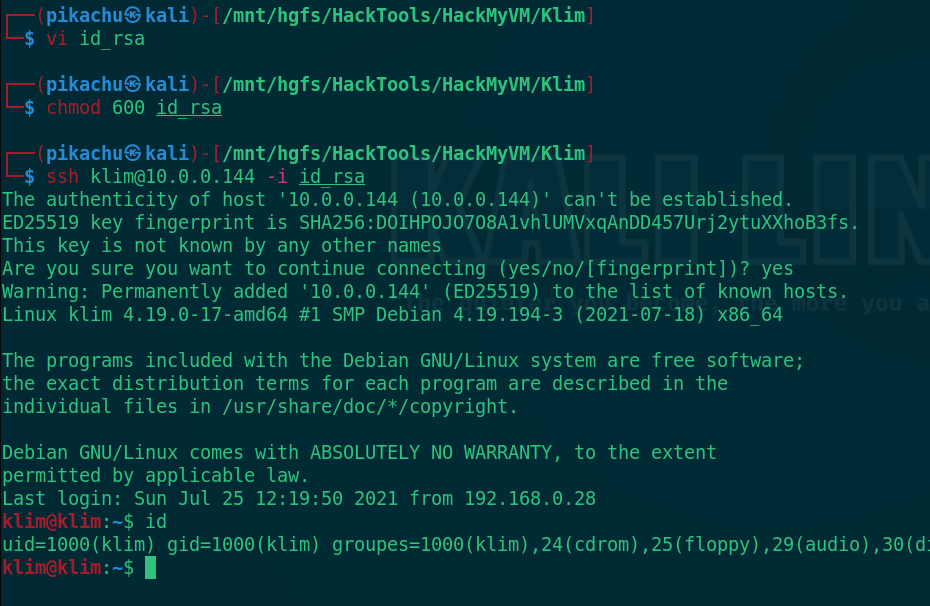 ┌──(pikachu㉿kali)-[/mnt/hgfs/HackTools/HackMyVM/Klim]
└─$ vi id_rsa
┌──(pikachu㉿kali)-[/mnt/hgfs/HackTools/HackMyVM/Klim]
└─$ chmod 600 id_rsa
┌──(pikachu㉿kali)-[/mnt/hgfs/HackTools/HackMyVM/Klim]
└─$ ssh klim@10.0.0.144 -i id_rsa
The authenticity of host '10.0.0.144 (10.0.0.144)' can't be established.
ED25519 key fingerprint is SHA256:DOIHPOJO7O8A1vhlUMVxqAnDD457Urj2ytuXXhoB3fs.
This key is not known by any other names
Are you sure you want to continue connecting (yes/no/[fingerprint])? yes
Warning: Permanently added '10.0.0.144' (ED25519) to the list of known hosts.
Linux klim 4.19.0-17-amd64 #1 SMP Debian 4.19.194-3 (2021-07-18) x86_64
The programs included with the Debian GNU/Linux system are free software;
the exact distribution terms for each program are described in the
individual files in /usr/share/doc/*/copyright.
Debian GNU/Linux comes with ABSOLUTELY NO WARRANTY, to the extent
permitted by applicable law.
Last login: Sun Jul 25 12:19:50 2021 from 192.168.0.28
klim@klim:~$ id
uid=1000(klim) gid=1000(klim) groupes=1000(klim),24(cdrom),25(floppy),29(audio),30(di
klim@klim:~$
KALI LIN